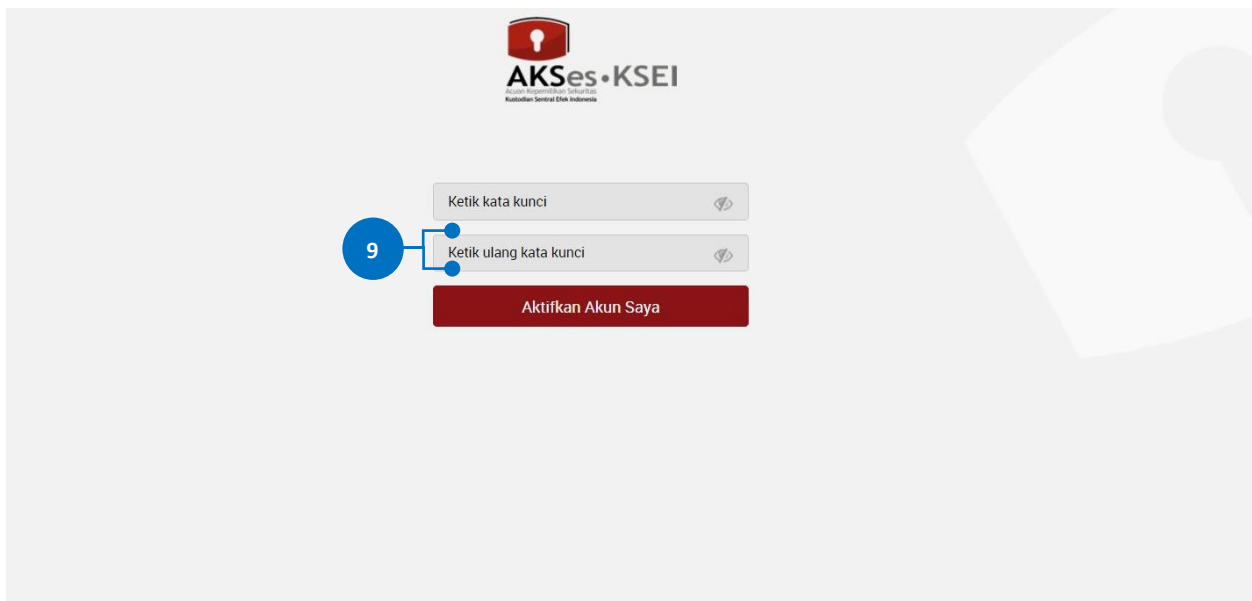 AKSes•KSEI
Acuan Kepemilikan Sekuritas
Kustodian Sentral Efek Indonesia
Ketik kata kunci
9
Ketik ulang kata kunci
Aktifkan Akun Saya